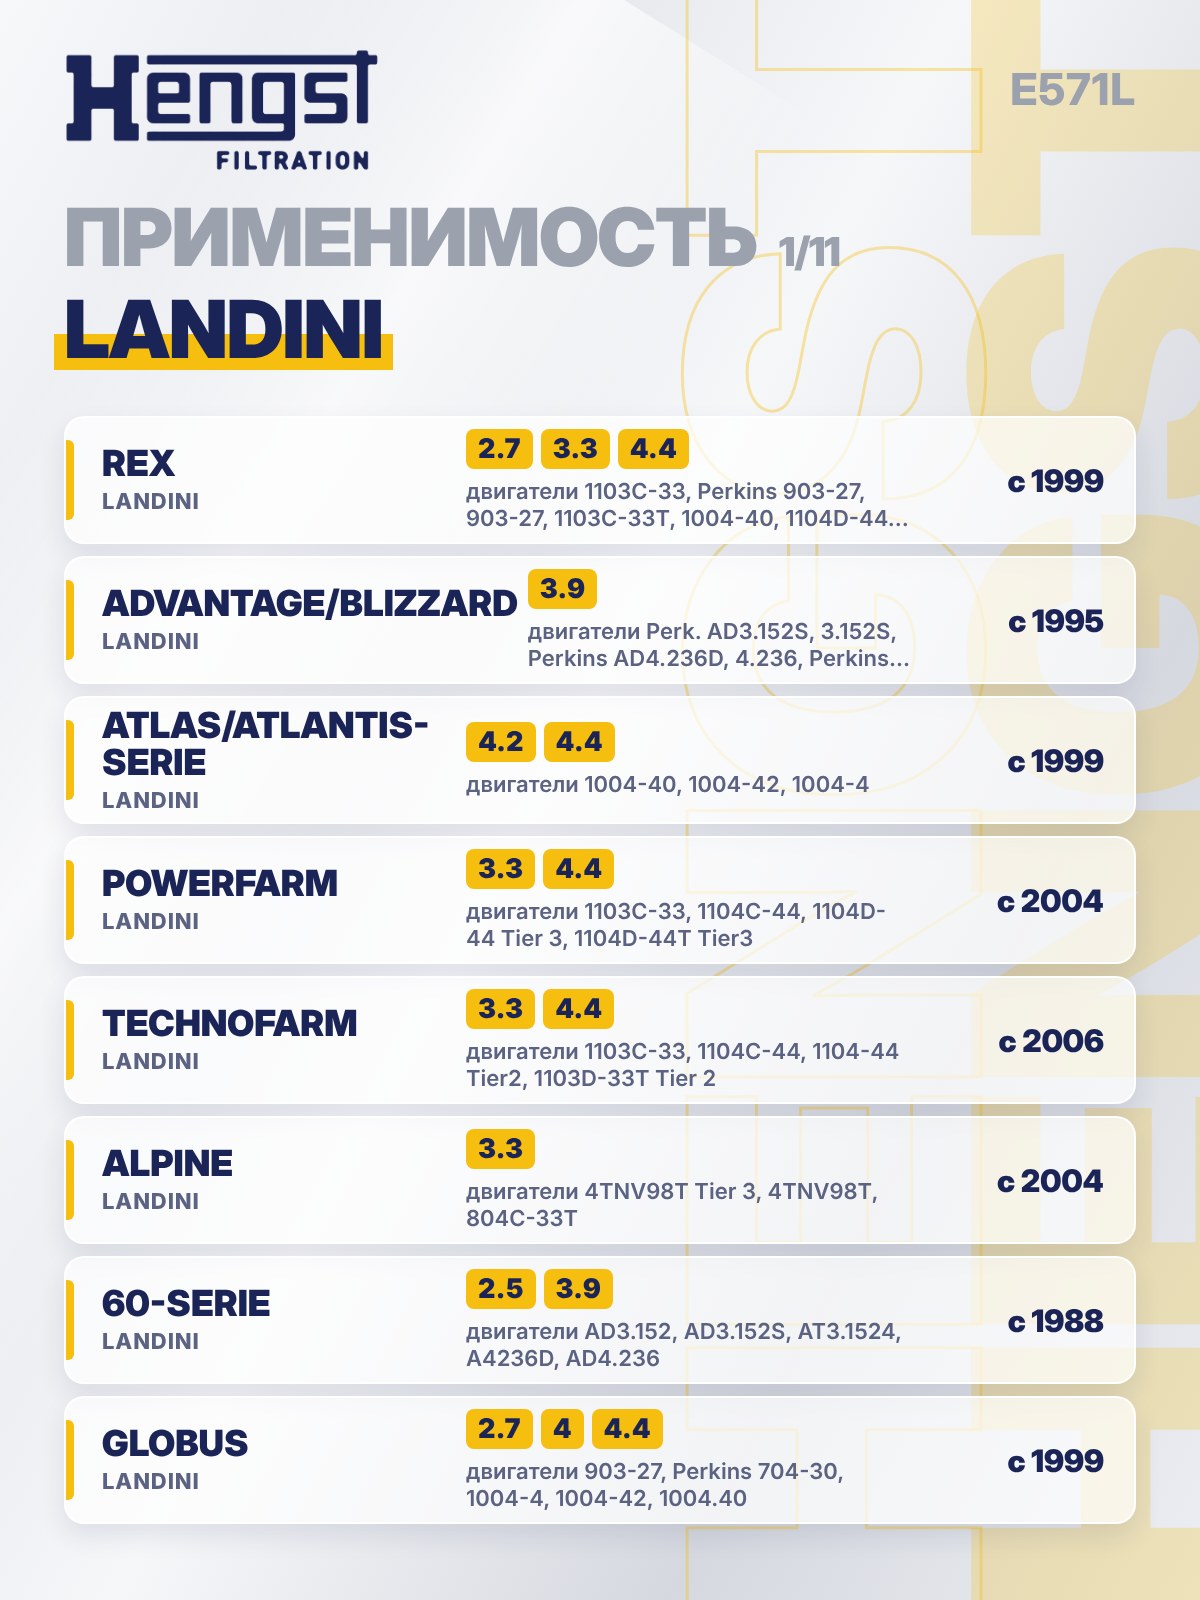 Hengst
FILTRATION
E571L
ПРИМЕНИМОСТЬ 1/11
LANDINI
REX
LANDINI
2.7 3.3 4.4
двигатели 1103C-33, Perkins 903-27,
903-27, 1103C-33T, 1004-40, 1104D-44...
с 1999
ADVANTAGE/BLIZZARD
LANDINI
3.9
двигатели Perk. AD3.152S, 3.152S,
Perkins AD4.236D, 4.236, Perkins...
с 1995
ATLAS/ATLANTIS-
SERIE
LANDINI
4.2 4.4
двигатели 1004-40, 1004-42, 1004-4
с 1999
POWERFARM
LANDINI
3.3 4.4
двигатели 1103C-33, 1104C-44, 1104D-
44 Tier 3, 1104D-44T Tier3
с 2004
TECHNOFARM
LANDINI
3.3 4.4
двигатели 1103C-33, 1104C-44, 1104-44
Tier2, 1103D-33T Tier 2
с 2006
ALPINE
LANDINI
3.3
двигатели 4TNV98T Tier 3, 4TNV98T,
804C-33T
с 2004
60-SERIE
LANDINI
2.5 3.9
двигатели AD3.152, AD3.152S, AT3.1524,
A4236D, AD4.236
с 1988
GLOBUS
LANDINI
2.7 4 4.4
двигатели 903-27, Perkins 704-30,
1004-4, 1004-42, 1004.40
с 1999
HENGST
HENGST